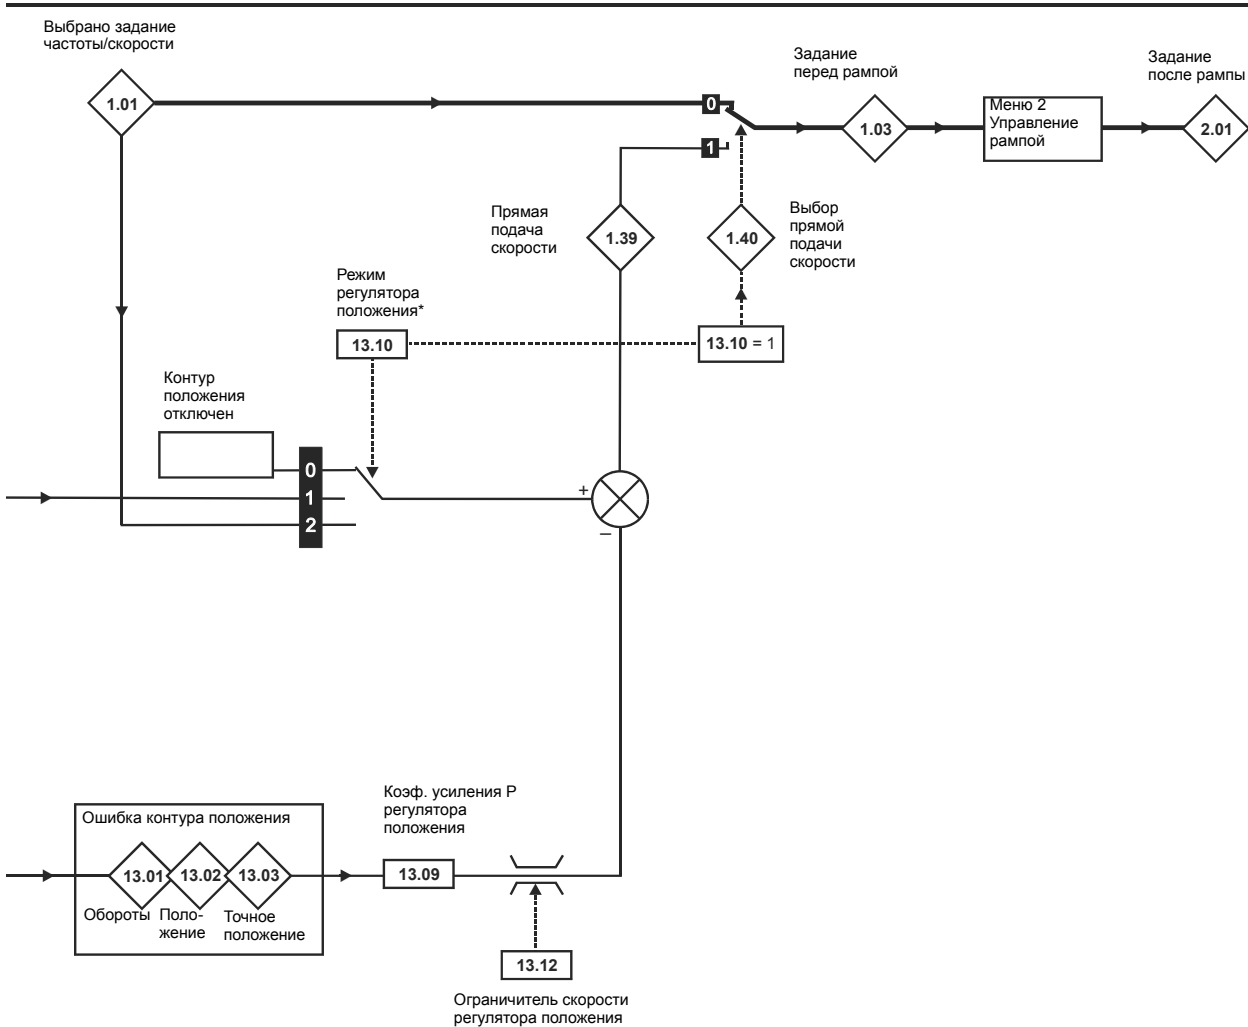 Выбрано задание
частоты/скорости
1.01
0
1
Задание
перед рампой
1.03
Меню 2
Управление
рампой
Задание
после рампы
2.01
Прямая
подача
скорости
1.39
1.40
Выбор
прямой
подачи
скорости
Режим
регулятора
положения*
13.10
13.10 = 1
Контур
положения
отключен
0
1
2
+
–
Ошибка контура положения
13.01
13.02
13.03
Обороты
Поло-
жение
Точное
положение
Коэф. усиления P
регулятора
положения
13.09
13.12
Ограничитель скорости
регулятора положения